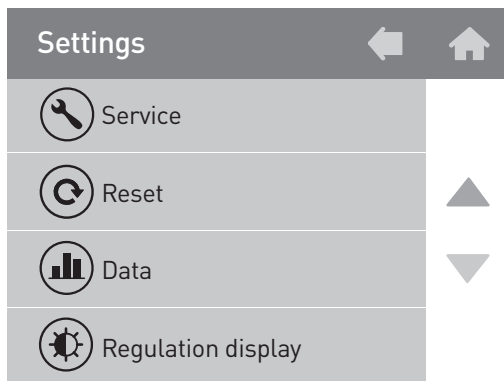 Settings
Service
Reset
Data
Regulation display